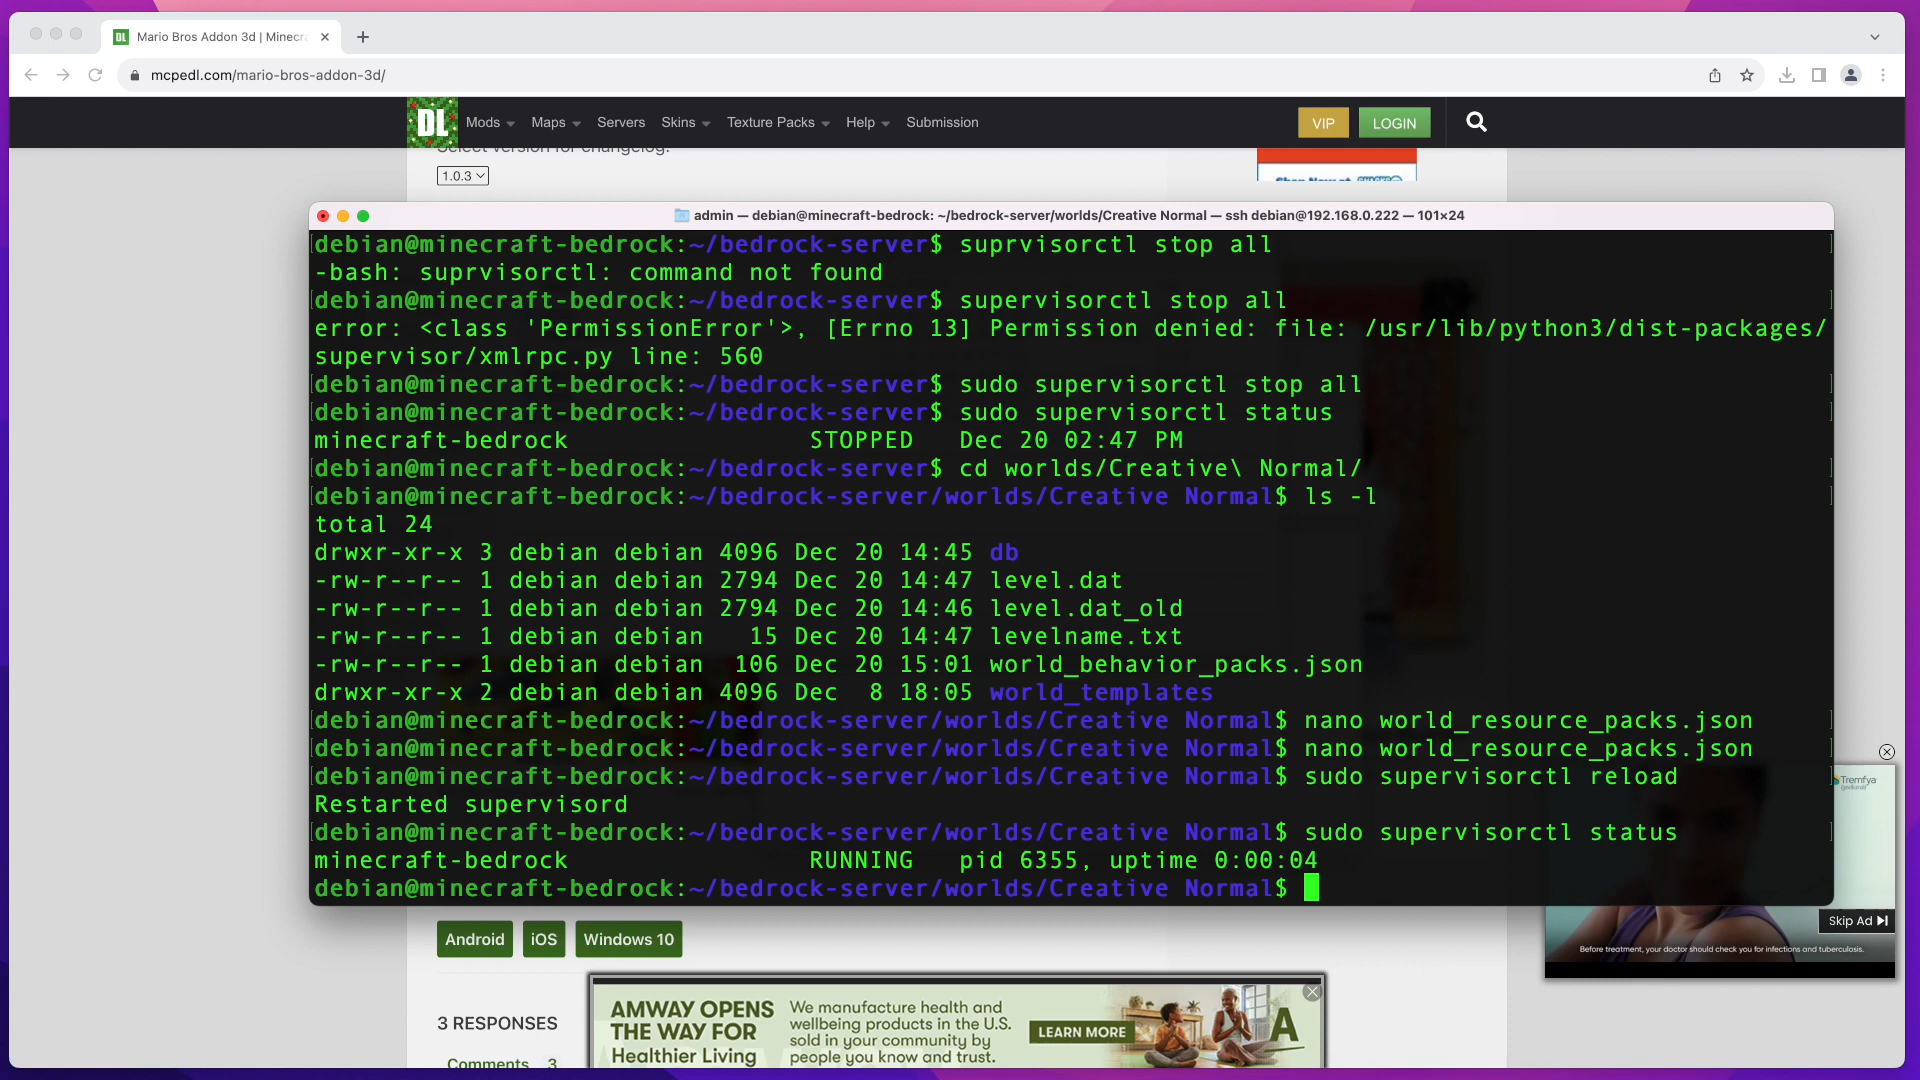 Mario Bros Addon 3d | Minecr
mcpedl.com/mario-bros-addon-3d/
DL
Mods
Maps
Servers
Skins
Texture Packs
Help
Submission
VIP
LOGIN
Select version for changelog:
1.0.3
admin — debian@minecraft-bedrock: ~/bedrock-server/worlds/Creative Normal — ssh debian@192.168.0.222 — 101×24
debian@minecraft-bedrock:~/bedrock-server$ suprvisorctl stop all
-bash: suprvisorctl: command not found
debian@minecraft-bedrock:~/bedrock-server$ supervisorctl stop all
error: <class 'PermissionError'>, [Errno 13] Permission denied: file: /usr/lib/python3/dist-packages/
supervisor/xmlrpc.py line: 560
debian@minecraft-bedrock:~/bedrock-server$ sudo supervisorctl stop all
debian@minecraft-bedrock:~/bedrock-server$ sudo supervisorctl status
minecraft-bedrock                STOPPED   Dec 20 02:47 PM
debian@minecraft-bedrock:~/bedrock-server$ cd worlds/Creative\ Normal/
debian@minecraft-bedrock:~/bedrock-server/worlds/Creative Normal$ ls -l
total 24
drwxr-xr-x 3 debian debian 4096 Dec 20 14:45 db
-rw-r--r-- 1 debian debian 2794 Dec 20 14:47 level.dat
-rw-r--r-- 1 debian debian 2794 Dec 20 14:46 level.dat_old
-rw-r--r-- 1 debian debian   15 Dec 20 14:47 levelname.txt
-rw-r--r-- 1 debian debian  106 Dec 20 15:01 world_behavior_packs.json
drwxr-xr-x 2 debian debian 4096 Dec  8 18:05 world_templates
debian@minecraft-bedrock:~/bedrock-server/worlds/Creative Normal$ nano world_resource_packs.json
debian@minecraft-bedrock:~/bedrock-server/worlds/Creative Normal$ nano world_resource_packs.json
debian@minecraft-bedrock:~/bedrock-server/worlds/Creative Normal$ sudo supervisorctl reload
Restarted supervisord
debian@minecraft-bedrock:~/bedrock-server/worlds/Creative Normal$ sudo supervisorctl status
minecraft-bedrock                RUNNING   pid 6355, uptime 0:00:04
debian@minecraft-bedrock:~/bedrock-server/worlds/Creative Normal$
Tremfya
Skip Ad
Before treatment, your doctor should check you for infections and tuberculosis.
Android
iOS
Windows 10
3 RESPONSES
Comments 3
AMWAY OPENS
THE WAY FOR
Healthier Living
We manufacture health and
wellbeing products in the U.S.
sold in your community by
people you know and trust.
LEARN MORE
A